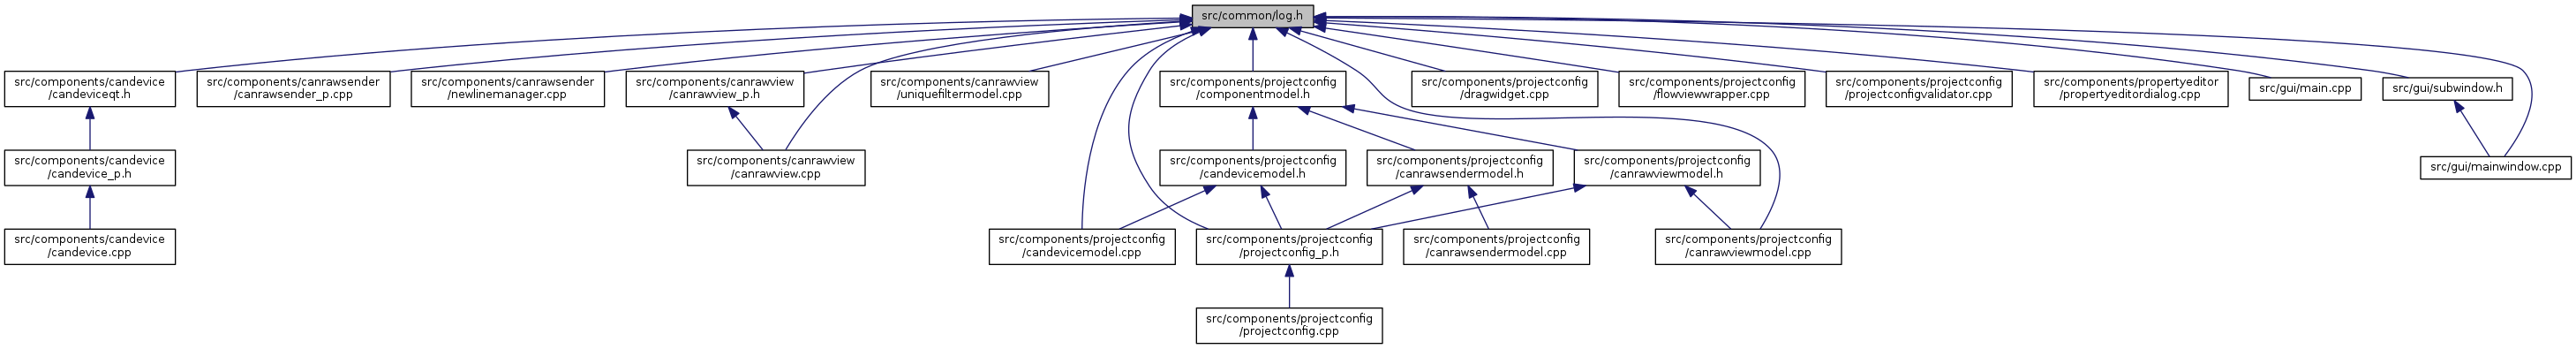 src/common/log.h
src/components/candevice
/candeviceqt.h
src/components/canrawsender
/canrawsender_p.cpp
src/components/canrawsender
/newlinemanager.cpp
src/components/canrawview
/canrawview_p.h
src/components/canrawview
/uniquefiltermodel.cpp
src/components/projectconfig
/componentmodel.h
src/components/projectconfig
/dragwidget.cpp
src/components/projectconfig
/flowviewwrapper.cpp
src/components/projectconfig
/projectconfigvalidator.cpp
src/components/propertyeditor
/propertyeditordialog.cpp
src/gui/main.cpp
src/gui/subwindow.h
src/components/candevice
/candevice_p.h
src/components/canrawview
/canrawview.cpp
src/components/projectconfig
/candevicemodel.h
src/components/projectconfig
/canrawsendermodel.h
src/components/projectconfig
/canrawviewmodel.h
src/gui/mainwindow.cpp
src/components/candevice
/candevice.cpp
src/components/projectconfig
/candevicemodel.cpp
src/components/projectconfig
/projectconfig_p.h
src/components/projectconfig
/canrawsendermodel.cpp
src/components/projectconfig
/canrawviewmodel.cpp
src/components/projectconfig
/projectconfig.cpp